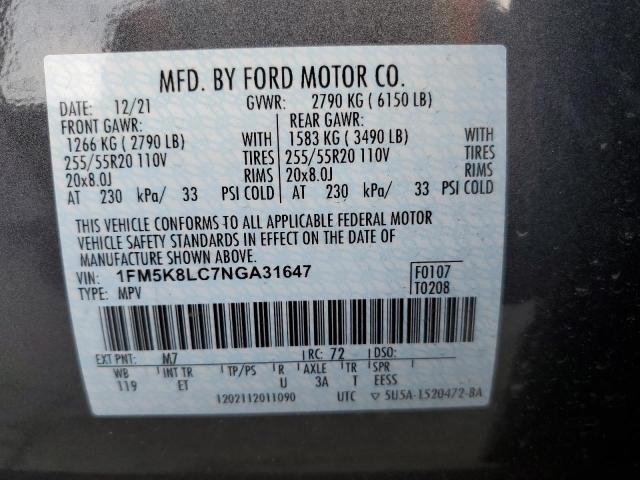 MFD. BY FORD MOTOR CO.
DATE: 12/21 GVWR: 2790 KG ( 6150 LB)
FRONT GAWR: REAR GAWR:
1266 KG ( 2790 LB) WITH 1583 KG ( 3490 LB) WITH
255/55R20 110V TIRES 255/55R20 110V TIRES
20x8.0J RIMS 20x8.0J RIMS
AT 230 kPa/ 33 PSI COLD AT 230 kPa/ 33 PSI COLD
THIS VEHICLE CONFORMS TO ALL APPLICABLE FEDERAL MOTOR
VEHICLE SAFETY STANDARDS IN EFFECT ON THE DATE OF
MANUFACTURE SHOWN ABOVE.
VIN: 1FM5K8LC7NGA31647 F0107
TYPE: MPV T0208
EXT PNT: M7 RC: 72 DSO:
WB INT TR TP/PS R AXLE TR SPR
119 ET U 3A T EESS
1202112011090 UTC ▽ 5U5A-1520472-BA